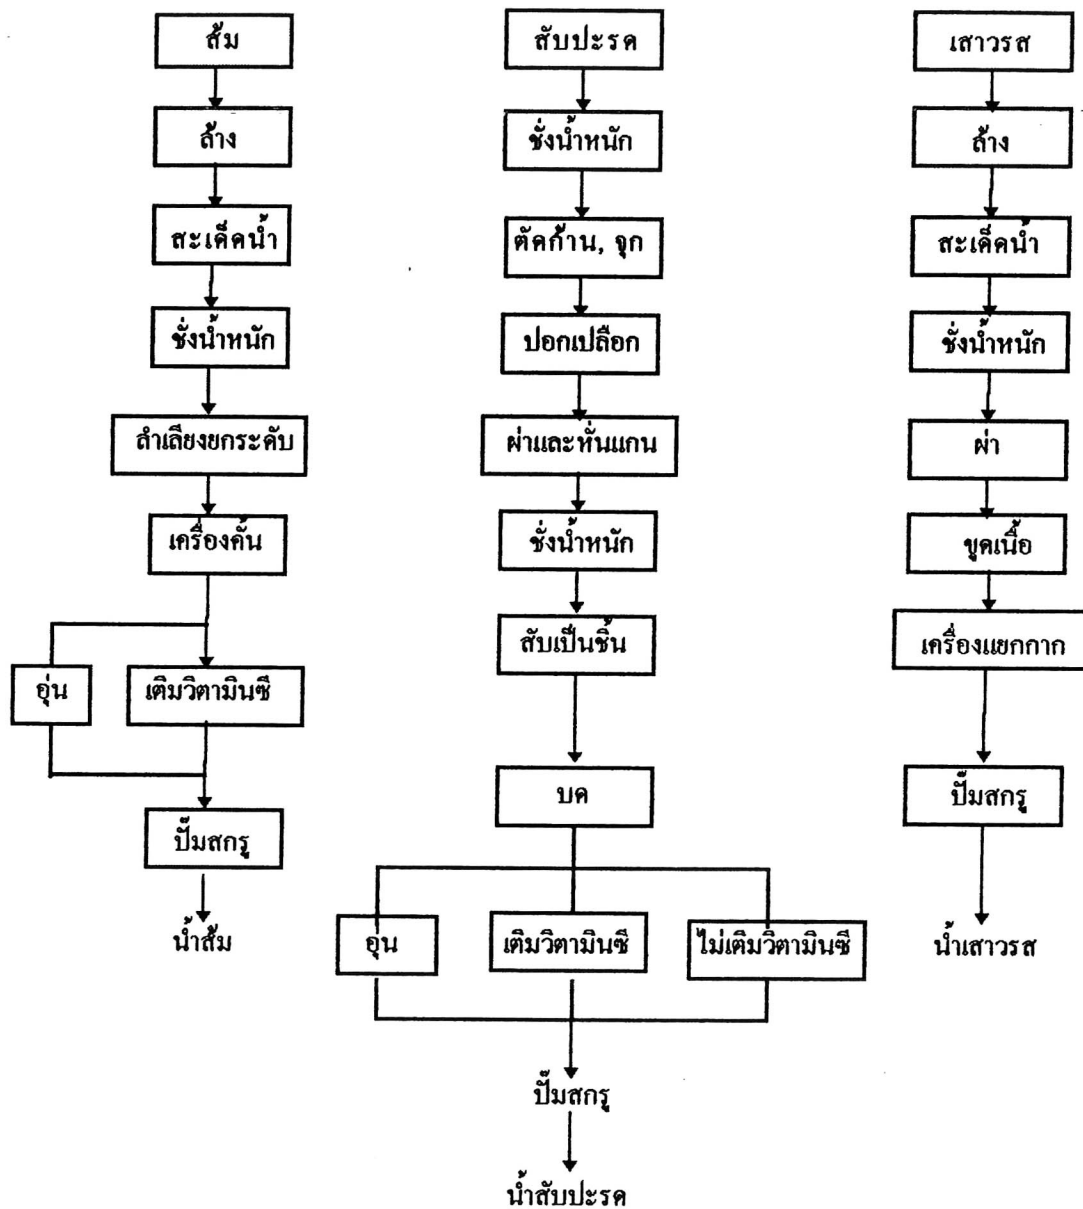 ส้ม
ล้าง
สะเด็ดน้ำ
ชั่งน้ำหนัก
ลำเลียงยกระดับ
เครื่องคั้น
อุ่น
เติมวิตามินซี
ปั๊มสกรู
น้ำส้ม
สับปะรด
ชั่งน้ำหนัก
ตัดก้าน, จุก
ปอกเปลือก
ผ่าและหั่นแกน
ชั่งน้ำหนัก
สับเป็นชิ้น
บด
อุ่น
เติมวิตามินซี
ไม่เติมวิตามินซี
ปั๊มสกรู
น้ำสับปะรด
เสาวรส
ล้าง
สะเด็ดน้ำ
ชั่งน้ำหนัก
ผ่า
ขูดเนื้อ
เครื่องแยกกาก
ปั๊มสกรู
น้ำเสาวรส